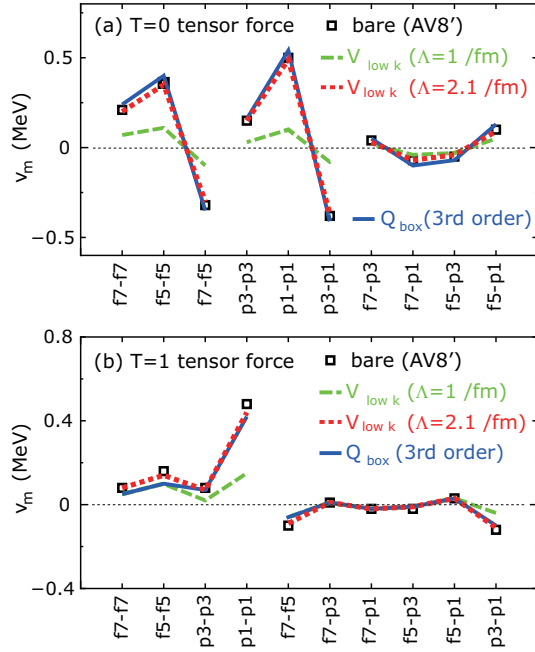 (a) T=0 tensor force
bare (AV8')
V low k (Λ=1 /fm)
V low k (Λ=2.1 /fm)
Q box (3rd order)
v_m (MeV)
0.5
0
−0.5
f7-f7
f5-f5
f7-f5
p3-p3
p1-p1
p3-p1
f7-p3
f7-p1
f5-p3
f5-p1
(b) T=1 tensor force
bare (AV8')
V low k (Λ=1 /fm)
V low k (Λ=2.1 /fm)
Q box (3rd order)
v_m (MeV)
0.8
0.4
0
−0.4
f7-f7
f5-f5
p3-p3
p1-p1
f7-f5
f7-p3
f7-p1
f5-p3
f5-p1
p3-p1